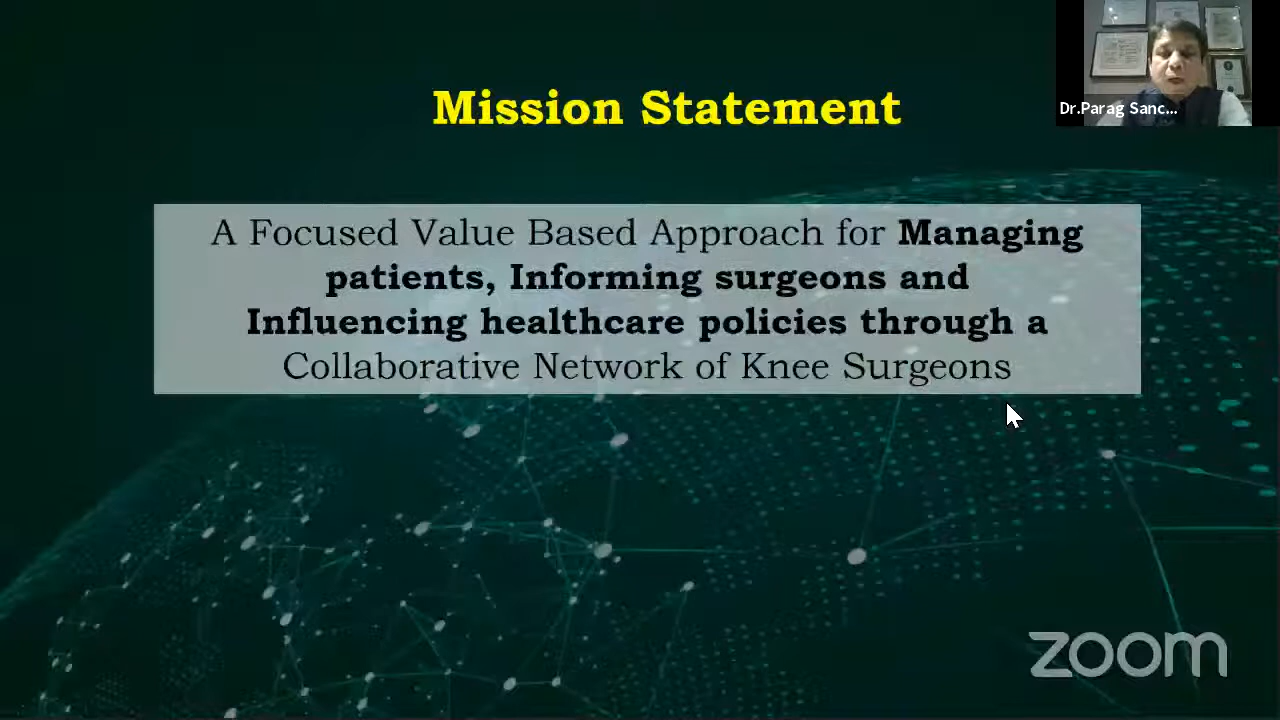 Mission Statement
Dr.Parag Sanc...
A Focused Value Based Approach for Managing
patients, Informing surgeons and
Influencing healthcare policies through a
Collaborative Network of Knee Surgeons
zoom